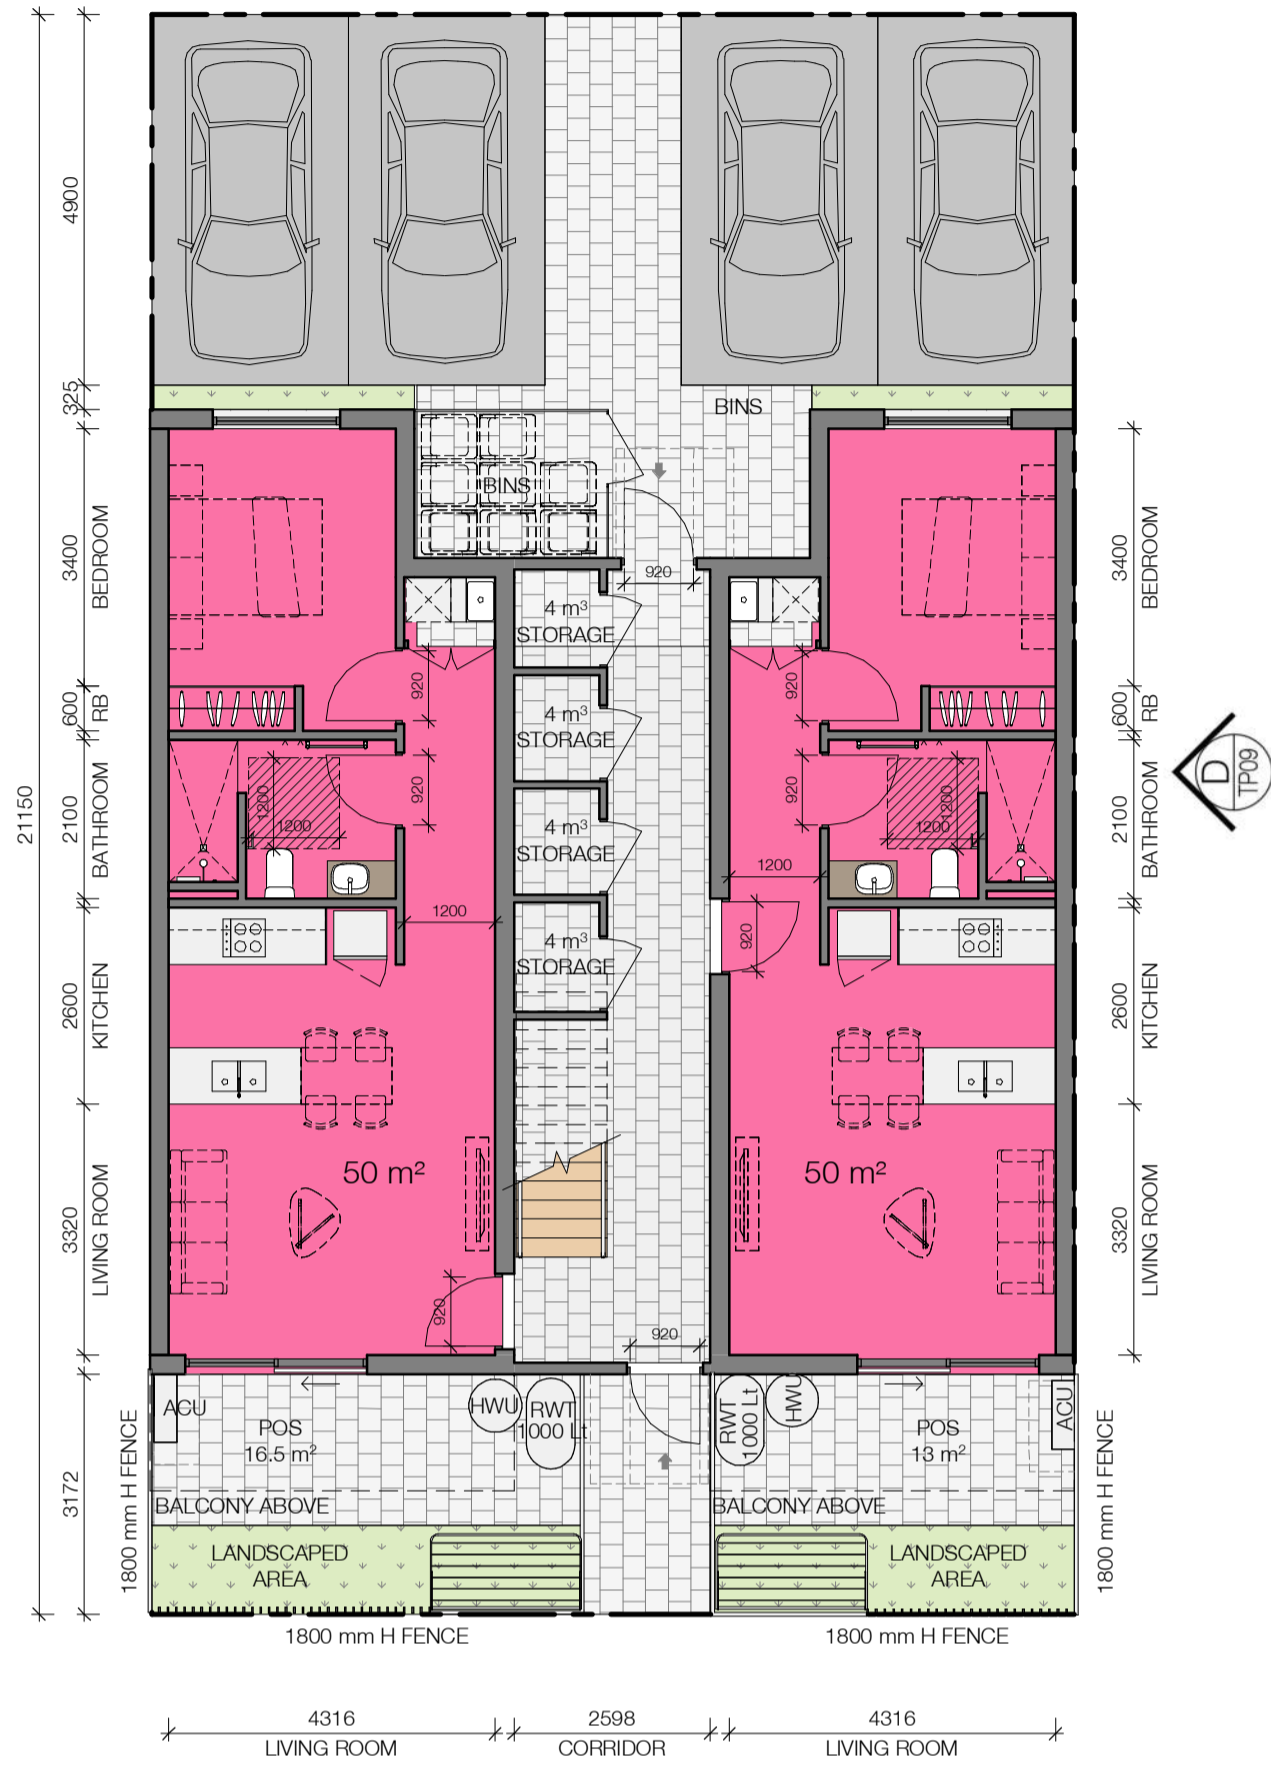 21150
4900
325
3400
BEDROOM
600
RB
2100
BATHROOM
2600
KITCHEN
3320
LIVING ROOM
3172
1800 mm H FENCE
BINS
BINS
920
4 m³
STORAGE
4 m³
STORAGE
4 m³
STORAGE
4 m³
STORAGE
920
920
1200
1200
1200
920
920
1200
1200
1200
920
50 m²
50 m²
920
920
ACU
POS
16.5 m²
HWU
RWT
1000 Lt
BALCONY ABOVE
LANDSCAPED
AREA
RWT
1000 Lt
HWU
POS
13 m²
ACU
BALCONY ABOVE
LANDSCAPED
AREA
3400
BEDROOM
600
RB
2100
BATHROOM
2600
KITCHEN
3320
LIVING ROOM
1800 mm H FENCE
D
TP09
1800 mm H FENCE
1800 mm H FENCE
4316
LIVING ROOM
2598
CORRIDOR
4316
LIVING ROOM